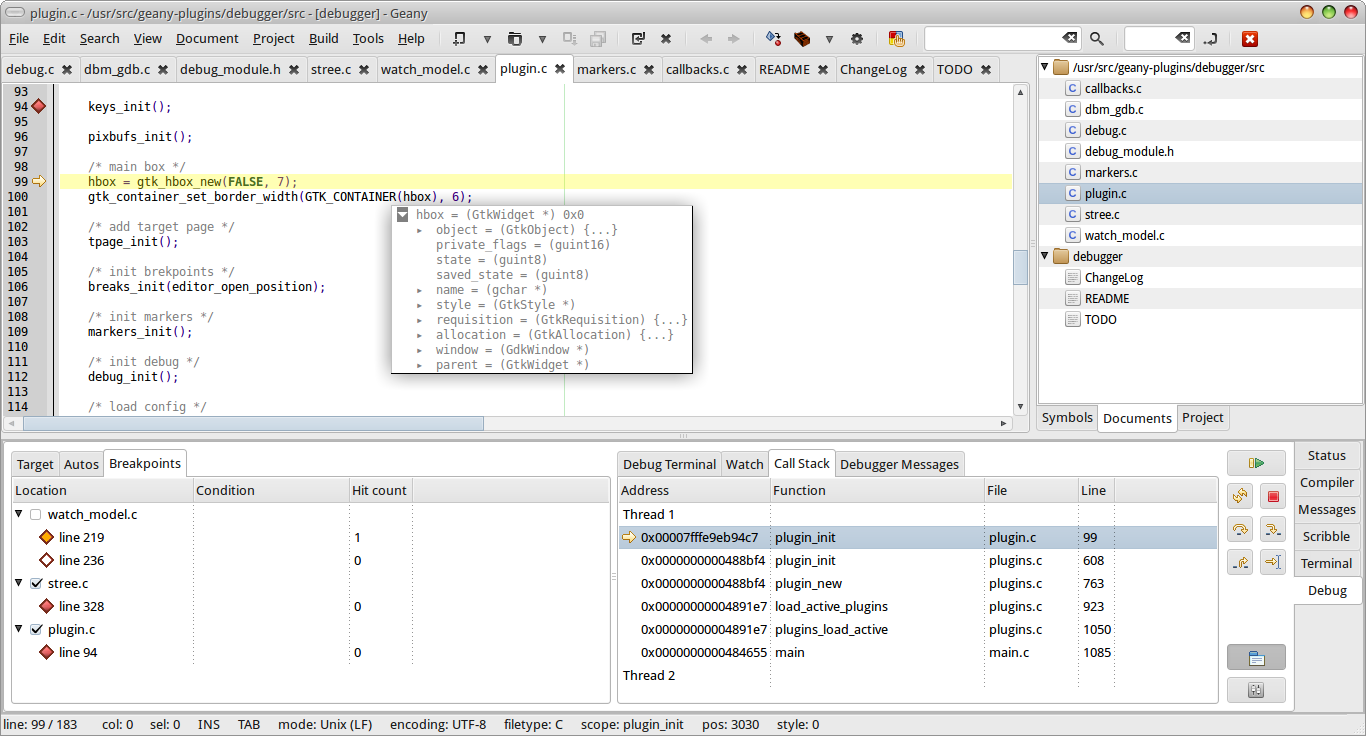 plugin.c - /usr/src/geany-plugins/debugger/src - [debugger] - Geany
File Edit Search View Document Project Build Tools Help
debug.c dbm_gdb.c debug_module.h stree.c watch_model.c plugin.c markers.c callbacks.c README ChangeLog TODO
93
94 keys_init();
95
96 pixbufs_init();
97
98 /* main box */
99 hbox = gtk_hbox_new(FALSE, 7);
100 gtk_container_set_border_width(GTK_CONTAINER(hbox), 6);
101
102 /* add target page */
103 tpage_init();
104
105 /* init brekpoints */
106 breaks_init(editor_open_position);
107
108 /* init markers */
109 markers_init();
110
111 /* init debug */
112 debug_init();
113
114 /* load config */
hbox = (GtkWidget *) 0x0
object = (GtkObject) {...}
private_flags = (guint16)
state = (guint8)
saved_state = (guint8)
name = (gchar *)
style = (GtkStyle *)
requisition = (GtkRequisition) {...}
allocation = (GtkAllocation) {...}
window = (GdkWindow *)
parent = (GtkWidget *)
/usr/src/geany-plugins/debugger/src
C callbacks.c
C dbm_gdb.c
C debug.c
C debug_module.h
C markers.c
C plugin.c
C stree.c
C watch_model.c
debugger
ChangeLog
README
TODO
Symbols Documents Project
Target Autos Breakpoints
Location Condition Hit count
watch_model.c
line 219 1
line 236 0
stree.c
line 328 0
plugin.c
line 94 0
Debug Terminal Watch Call Stack Debugger Messages
Address Function File Line
Thread 1
0x00007fffe9eb94c7 plugin_init plugin.c 99
0x0000000000488bf4 plugin_init plugins.c 608
0x0000000000488bf4 plugin_new plugins.c 763
0x00000000004891e7 load_active_plugins plugins.c 923
0x00000000004891e7 plugins_load_active plugins.c 1050
0x0000000000484655 main main.c 1085
Thread 2
Status
Compiler
Messages
Scribble
Terminal
Debug
line: 99 / 183 col: 0 sel: 0 INS TAB mode: Unix (LF) encoding: UTF-8 filetype: C scope: plugin_init pos: 3030 style: 0